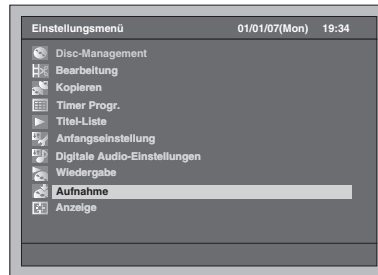 Einstellungsmenü 01/01/07(Mon) 19:34
Disc-Management
Bearbeitung
Kopieren
Timer Progr.
Titel-Liste
Anfangseinstellung
Digitale Audio-Einstellungen
Wiedergabe
Aufnahme
Anzeige